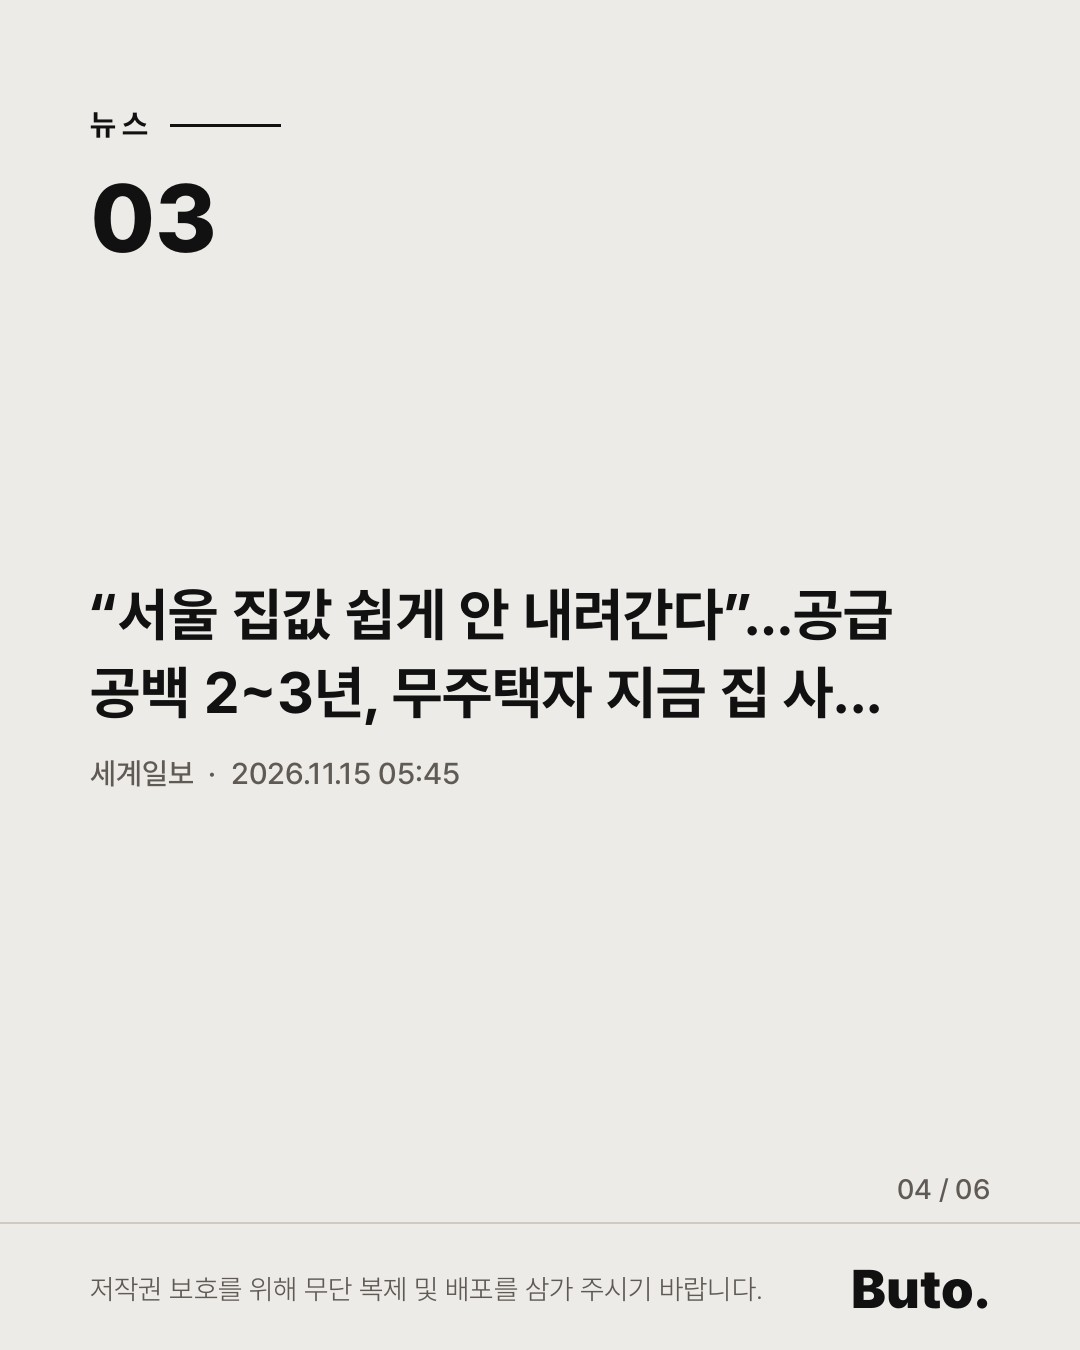 뉴스
03
“서울 집값 쉽게 안 내려간다”...공급
공백 2~3년, 무주택자 지금 집 사...
세계일보 · 2026.11.15 05:45
04 / 06
저작권 보호를 위해 무단 복제 및 배포를 삼가 주시기 바랍니다.
Buto.